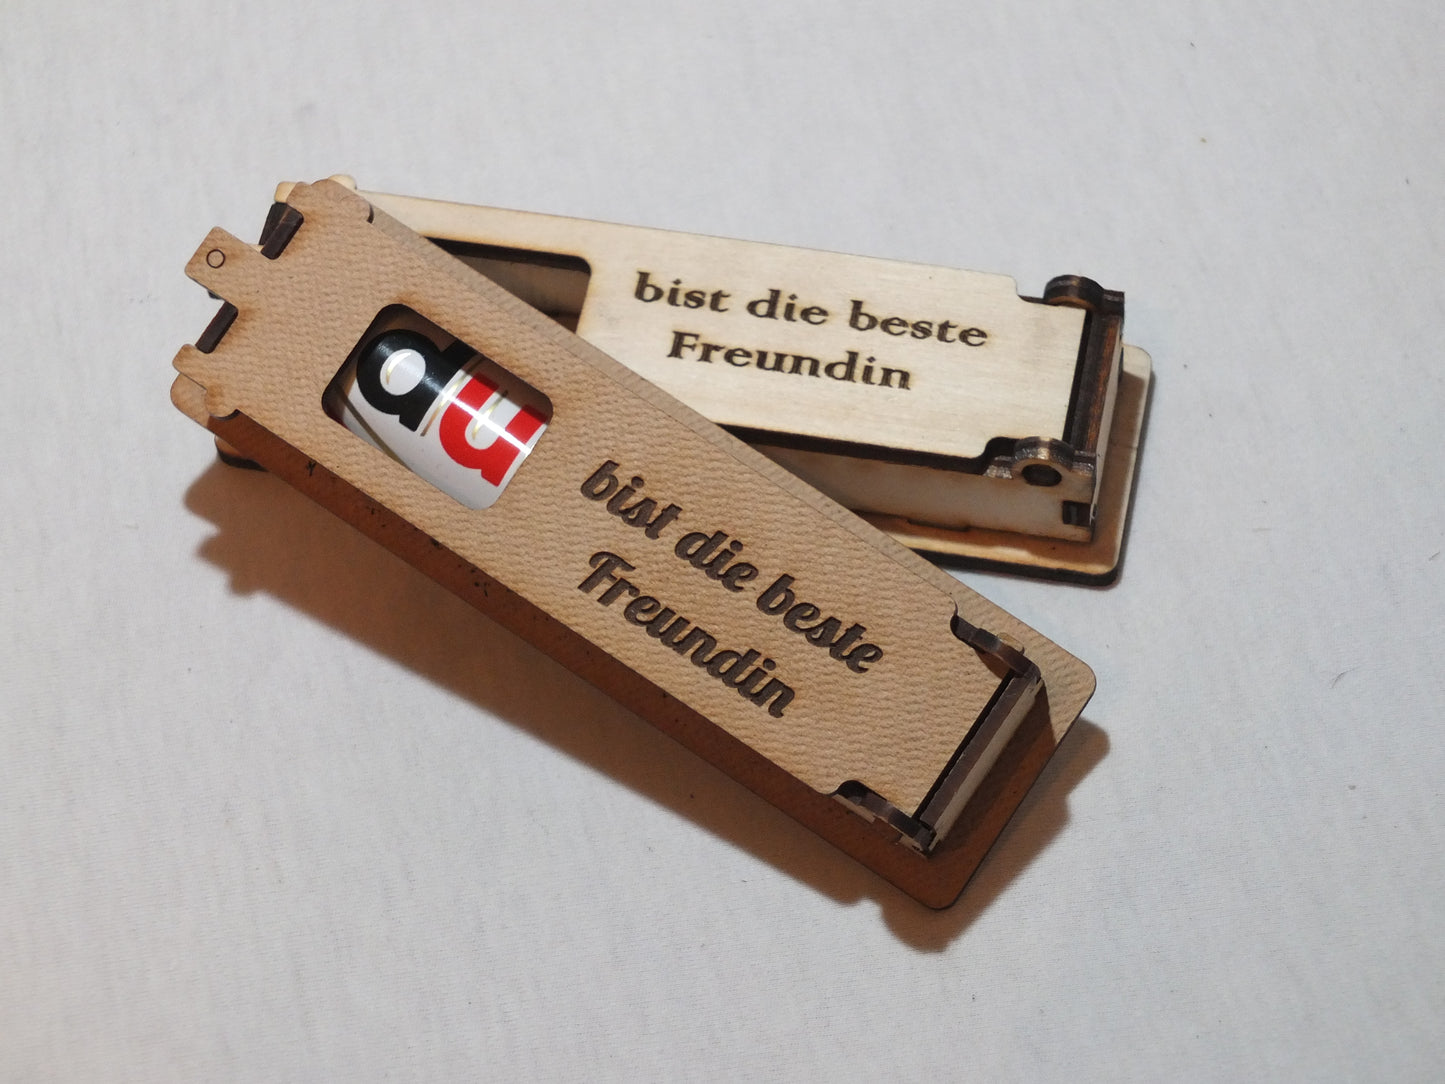 bist die beste
Freundin
du
bist die beste
Freundin